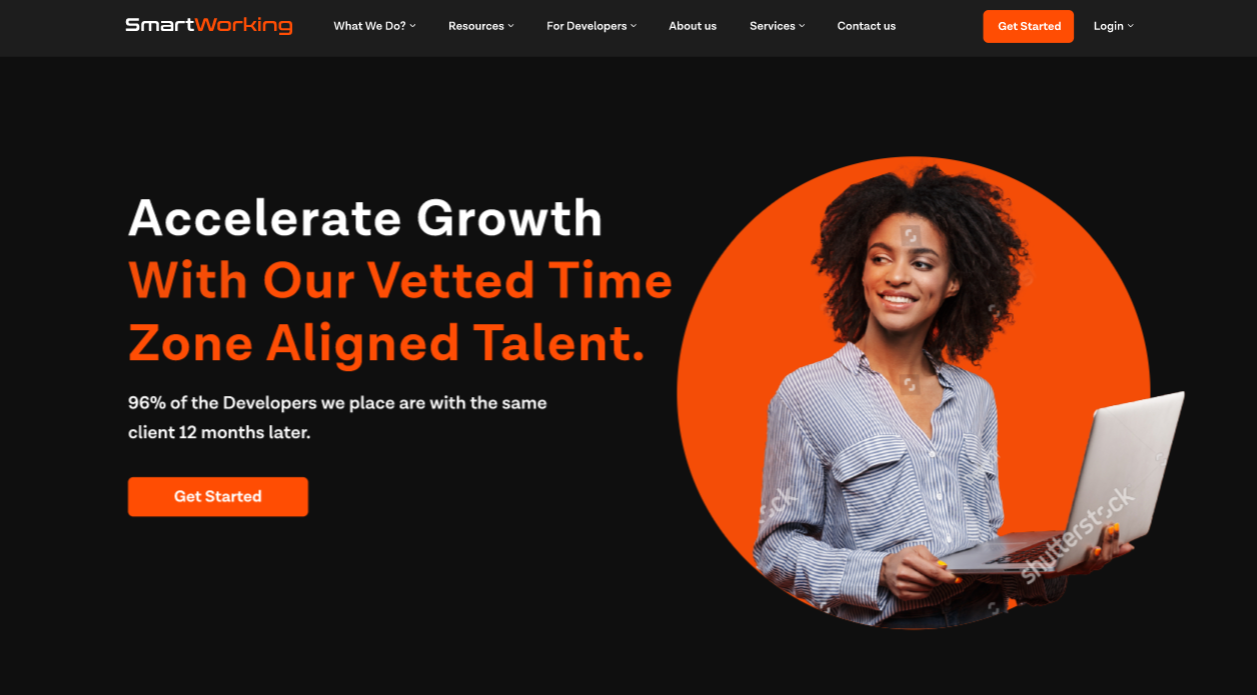 SmartWorking
What We Do?
Resources
For Developers
About us
Services
Contact us
Get Started
Login
Accelerate Growth
With Our Vetted Time
Zone Aligned Talent.
96% of the Developers we place are with the same
client 12 months later.
Get Started
shutterstock
ck